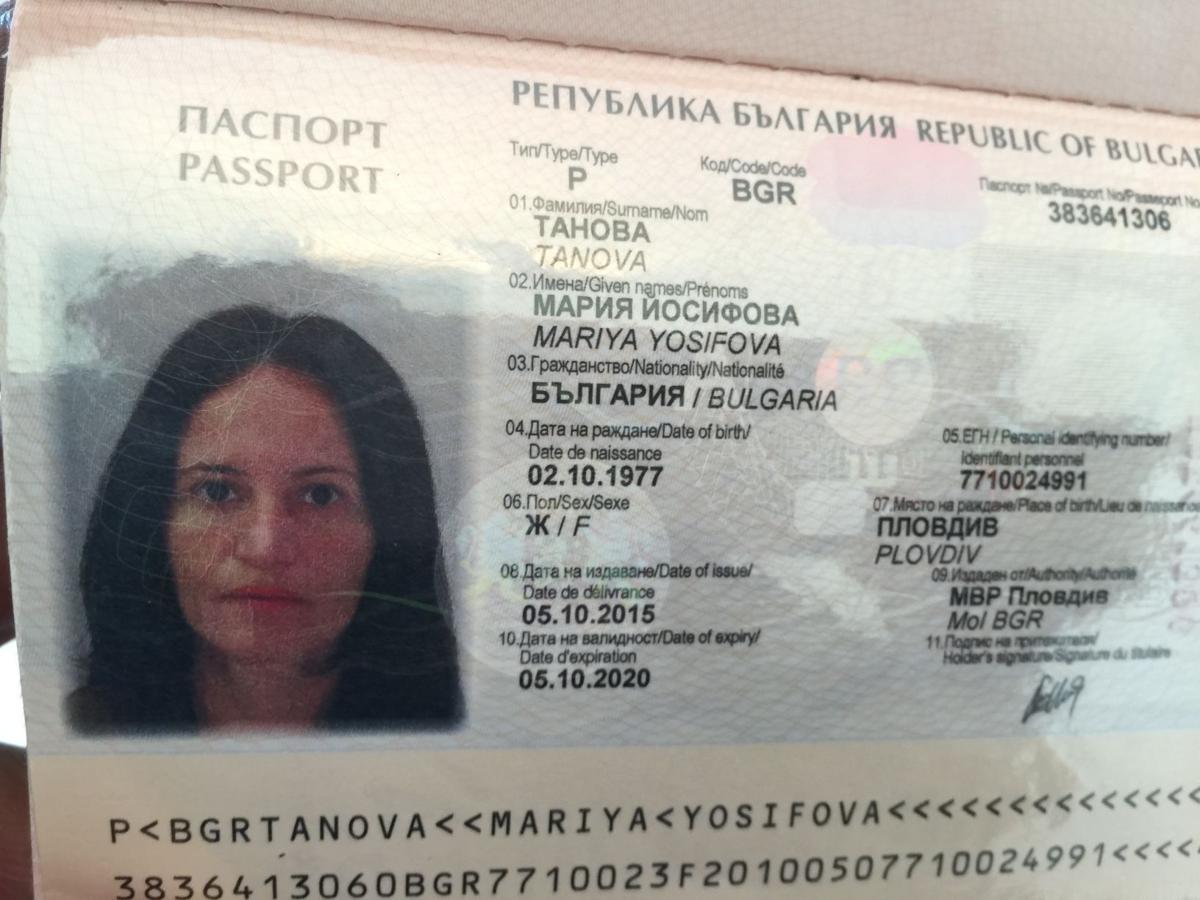 ПАСПОРТ
PASSPORT
РЕПУБЛИКА БЪЛГАРИЯ REPUBLIC OF BULGAR
Тип/Type/Type
P
Код/Code/Code
BGR
Паспорт №/Passport No/Passeport No
383641306
01.Фамилия/Surname/Nom
ТАНОВА
TANOVA
02.Имена/Given names/Prénoms
МАРИЯ ЙОСИФОВА
MARIYA YOSIFOVA
03.Гражданство/Nationality/Nationalité
БЪЛГАРИЯ / BULGARIA
04.Дата на раждане/Date of birth/
Date de naissance
02.10.1977
05.ЕГН / Personal identifying number/
Identifiant personnel
7710024991
06.Пол/Sex/Sexe
Ж / F
07.Място на раждане/Place of birth/Lieu de naissance
ПЛОВДИВ
PLOVDIV
08.Дата на издаване/Date of issue/
Date de délivrance
05.10.2015
09.Издаден от/Authority/Authorité
МВР Пловдив
MoI BGR
10.Дата на валидност/Date of expiry/
Date d'expiration
05.10.2020
11.Подпис на притежателя/
Holder's signature/Signature du titulaire
P<BGRTANOVA<<MARIYA<YOSIFOVA<<<<<<<<<<<<<<
3836413060BGR7710023F20100507710024991<<<<